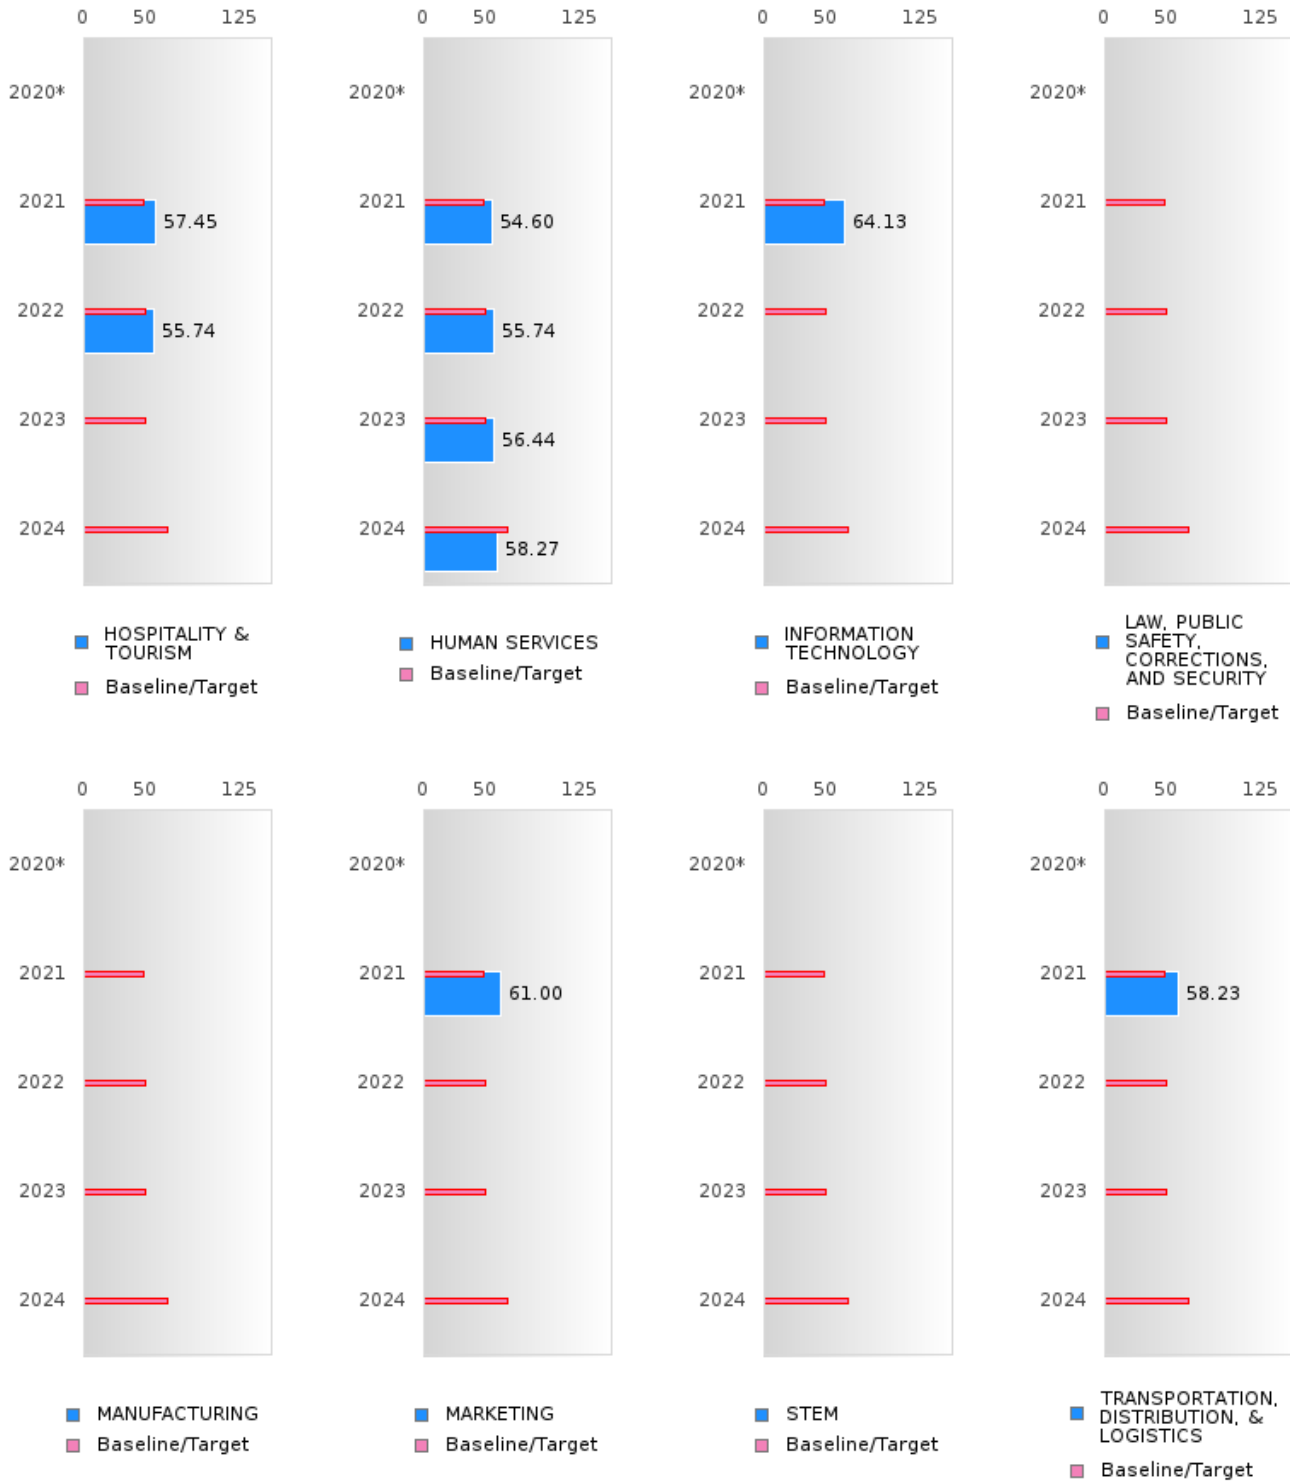 0 50 125
2020*
2021
57.45
2022
55.74
2023
2024
HOSPITALITY &
TOURISM
Baseline/Target
0 50 125
2020*
2021
54.60
2022
55.74
2023
56.44
2024
58.27
HUMAN SERVICES
Baseline/Target
0 50 125
2020*
2021
64.13
2022
2023
2024
INFORMATION
TECHNOLOGY
Baseline/Target
0 50 125
2020*
2021
2022
2023
2024
LAW, PUBLIC
SAFETY,
CORRECTIONS,
AND SECURITY
Baseline/Target
0 50 125
2020*
2021
2022
2023
2024
MANUFACTURING
Baseline/Target
0 50 125
2020*
2021
61.00
2022
2023
2024
MARKETING
Baseline/Target
0 50 125
2020*
2021
2022
2023
2024
STEM
Baseline/Target
0 50 125
2020*
2021
58.23
2022
2023
2024
TRANSPORTATION,
DISTRIBUTION, &
LOGISTICS
Baseline/Target